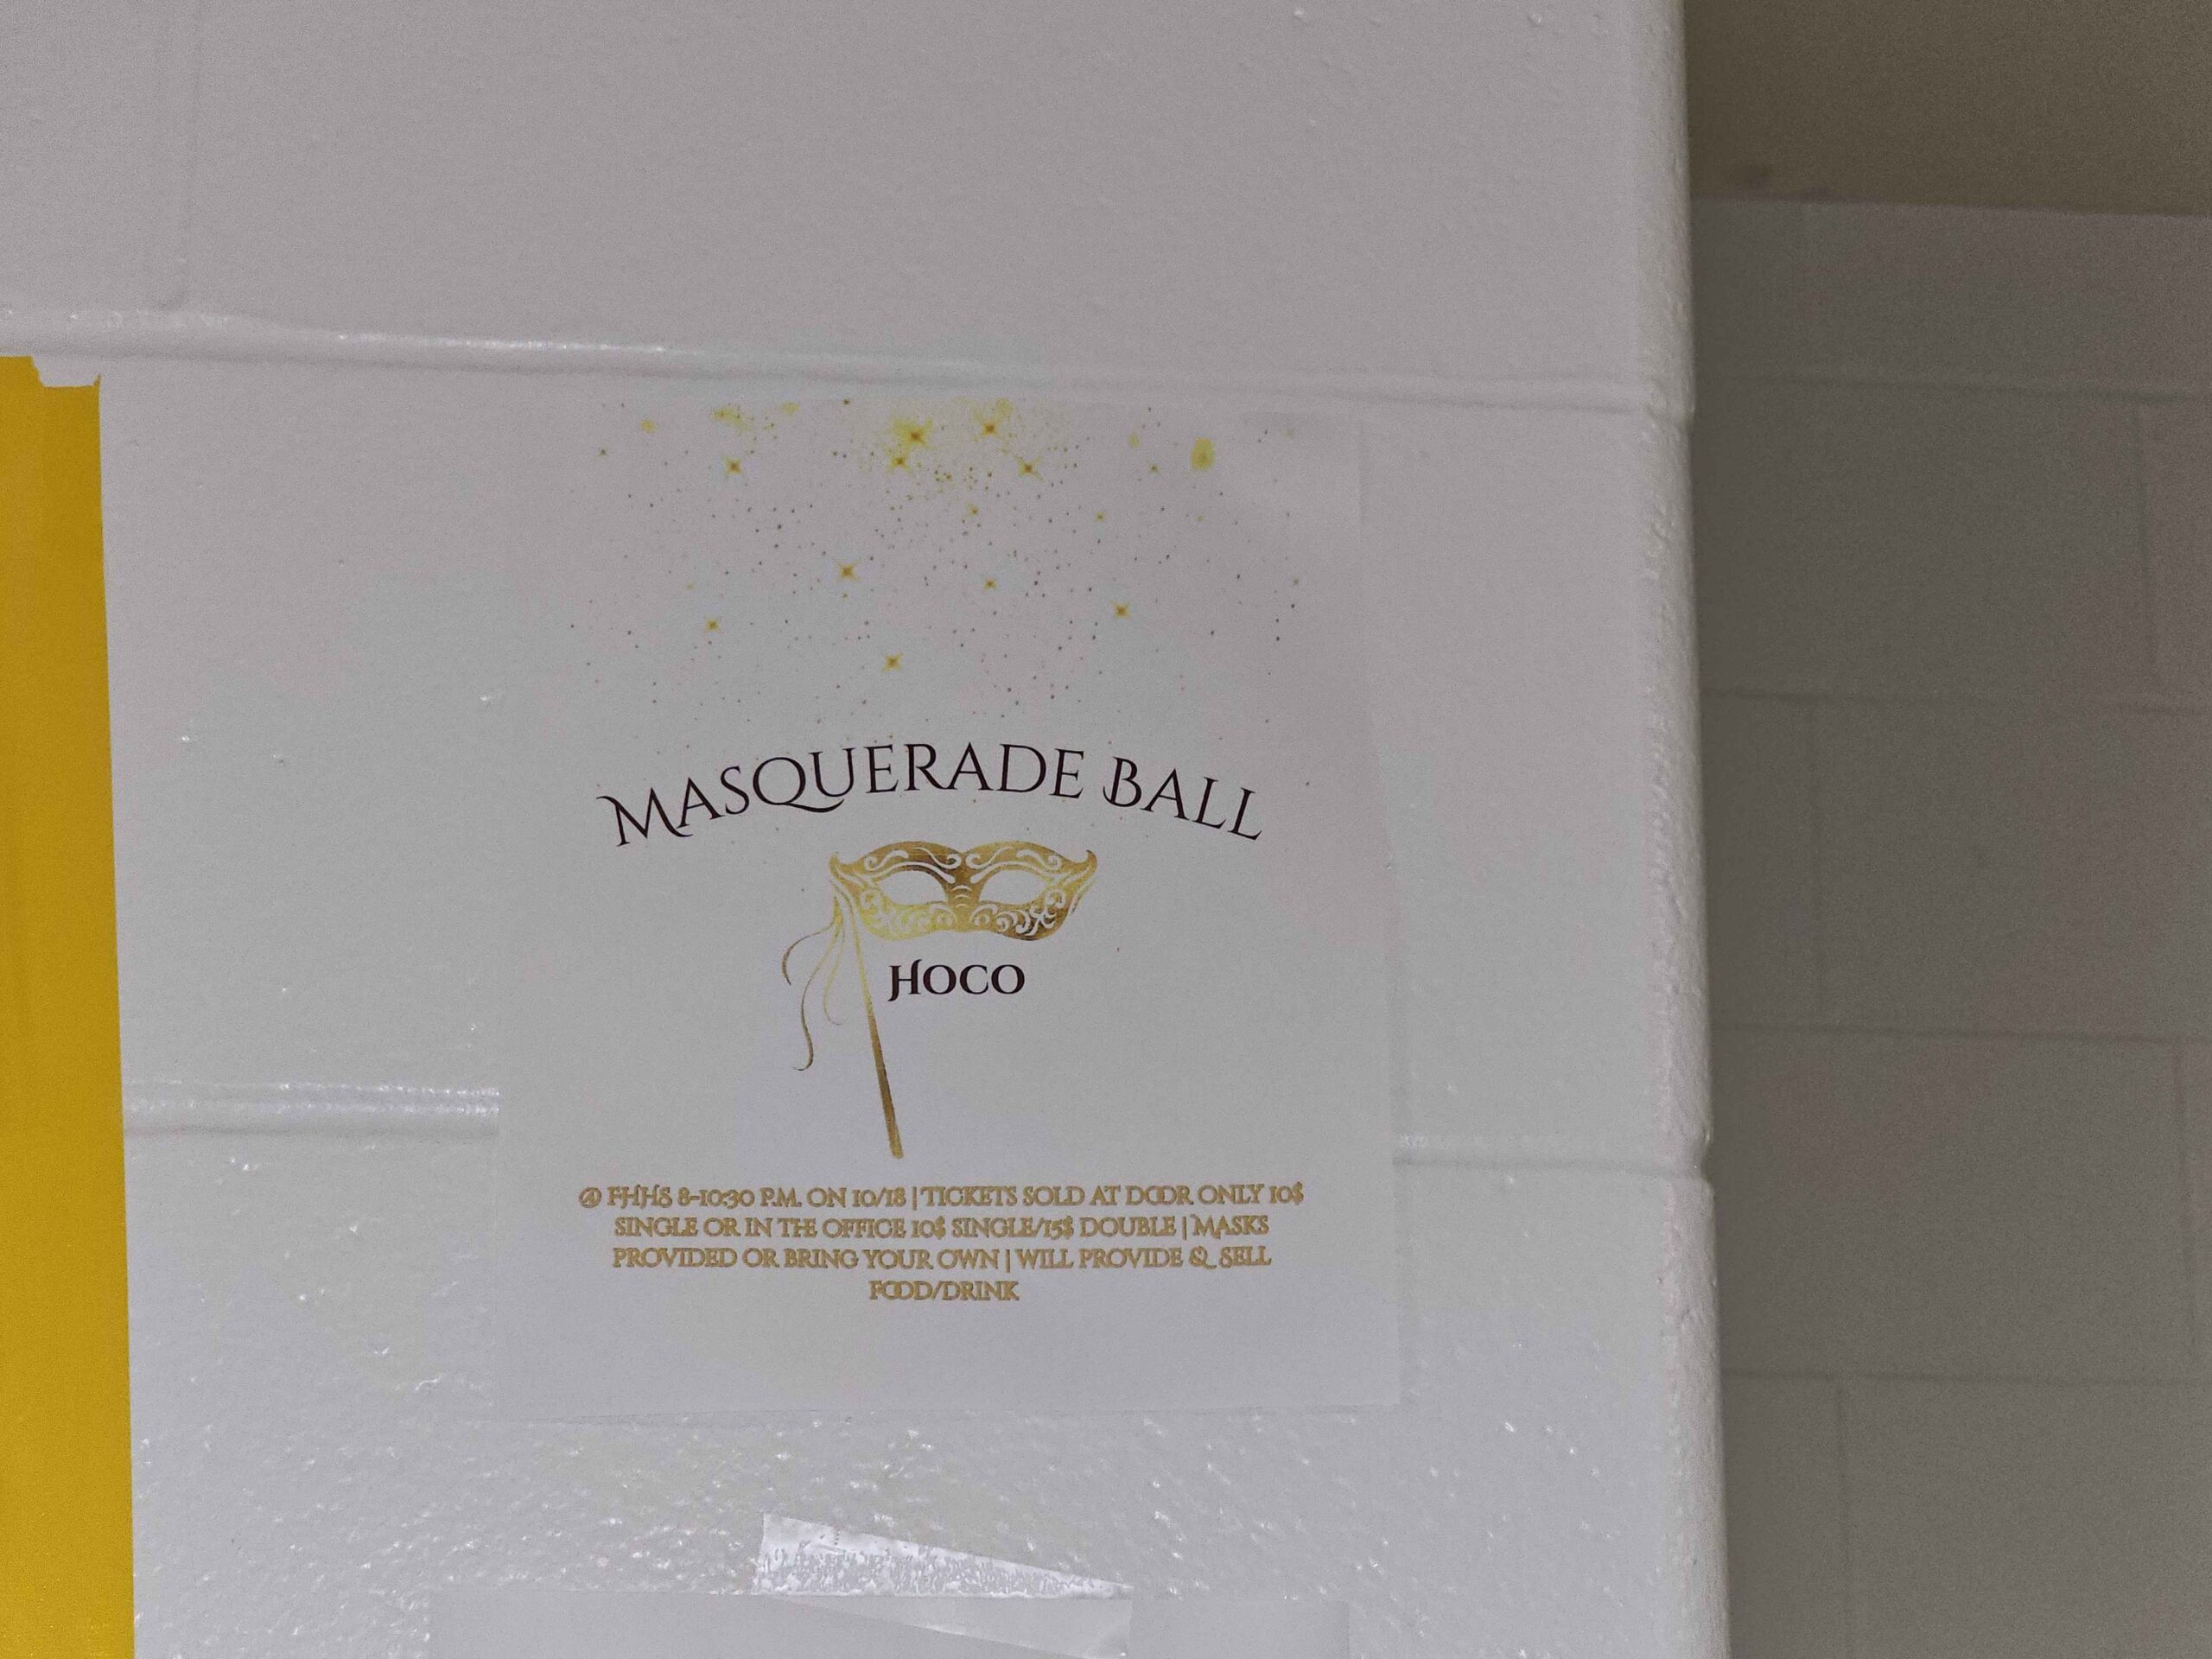 MASQUERADE BALL
HOCO
@ FHHS 8-10:30 P.M. ON 10/18 | TICKETS SOLD AT DOOR ONLY 10$
SINGLE OR IN THE OFFICE 10$ SINGLE/15$ DOUBLE | MASKS
PROVIDED OR BRING YOUR OWN | WILL PROVIDE & SELL
FOOD/DRINK